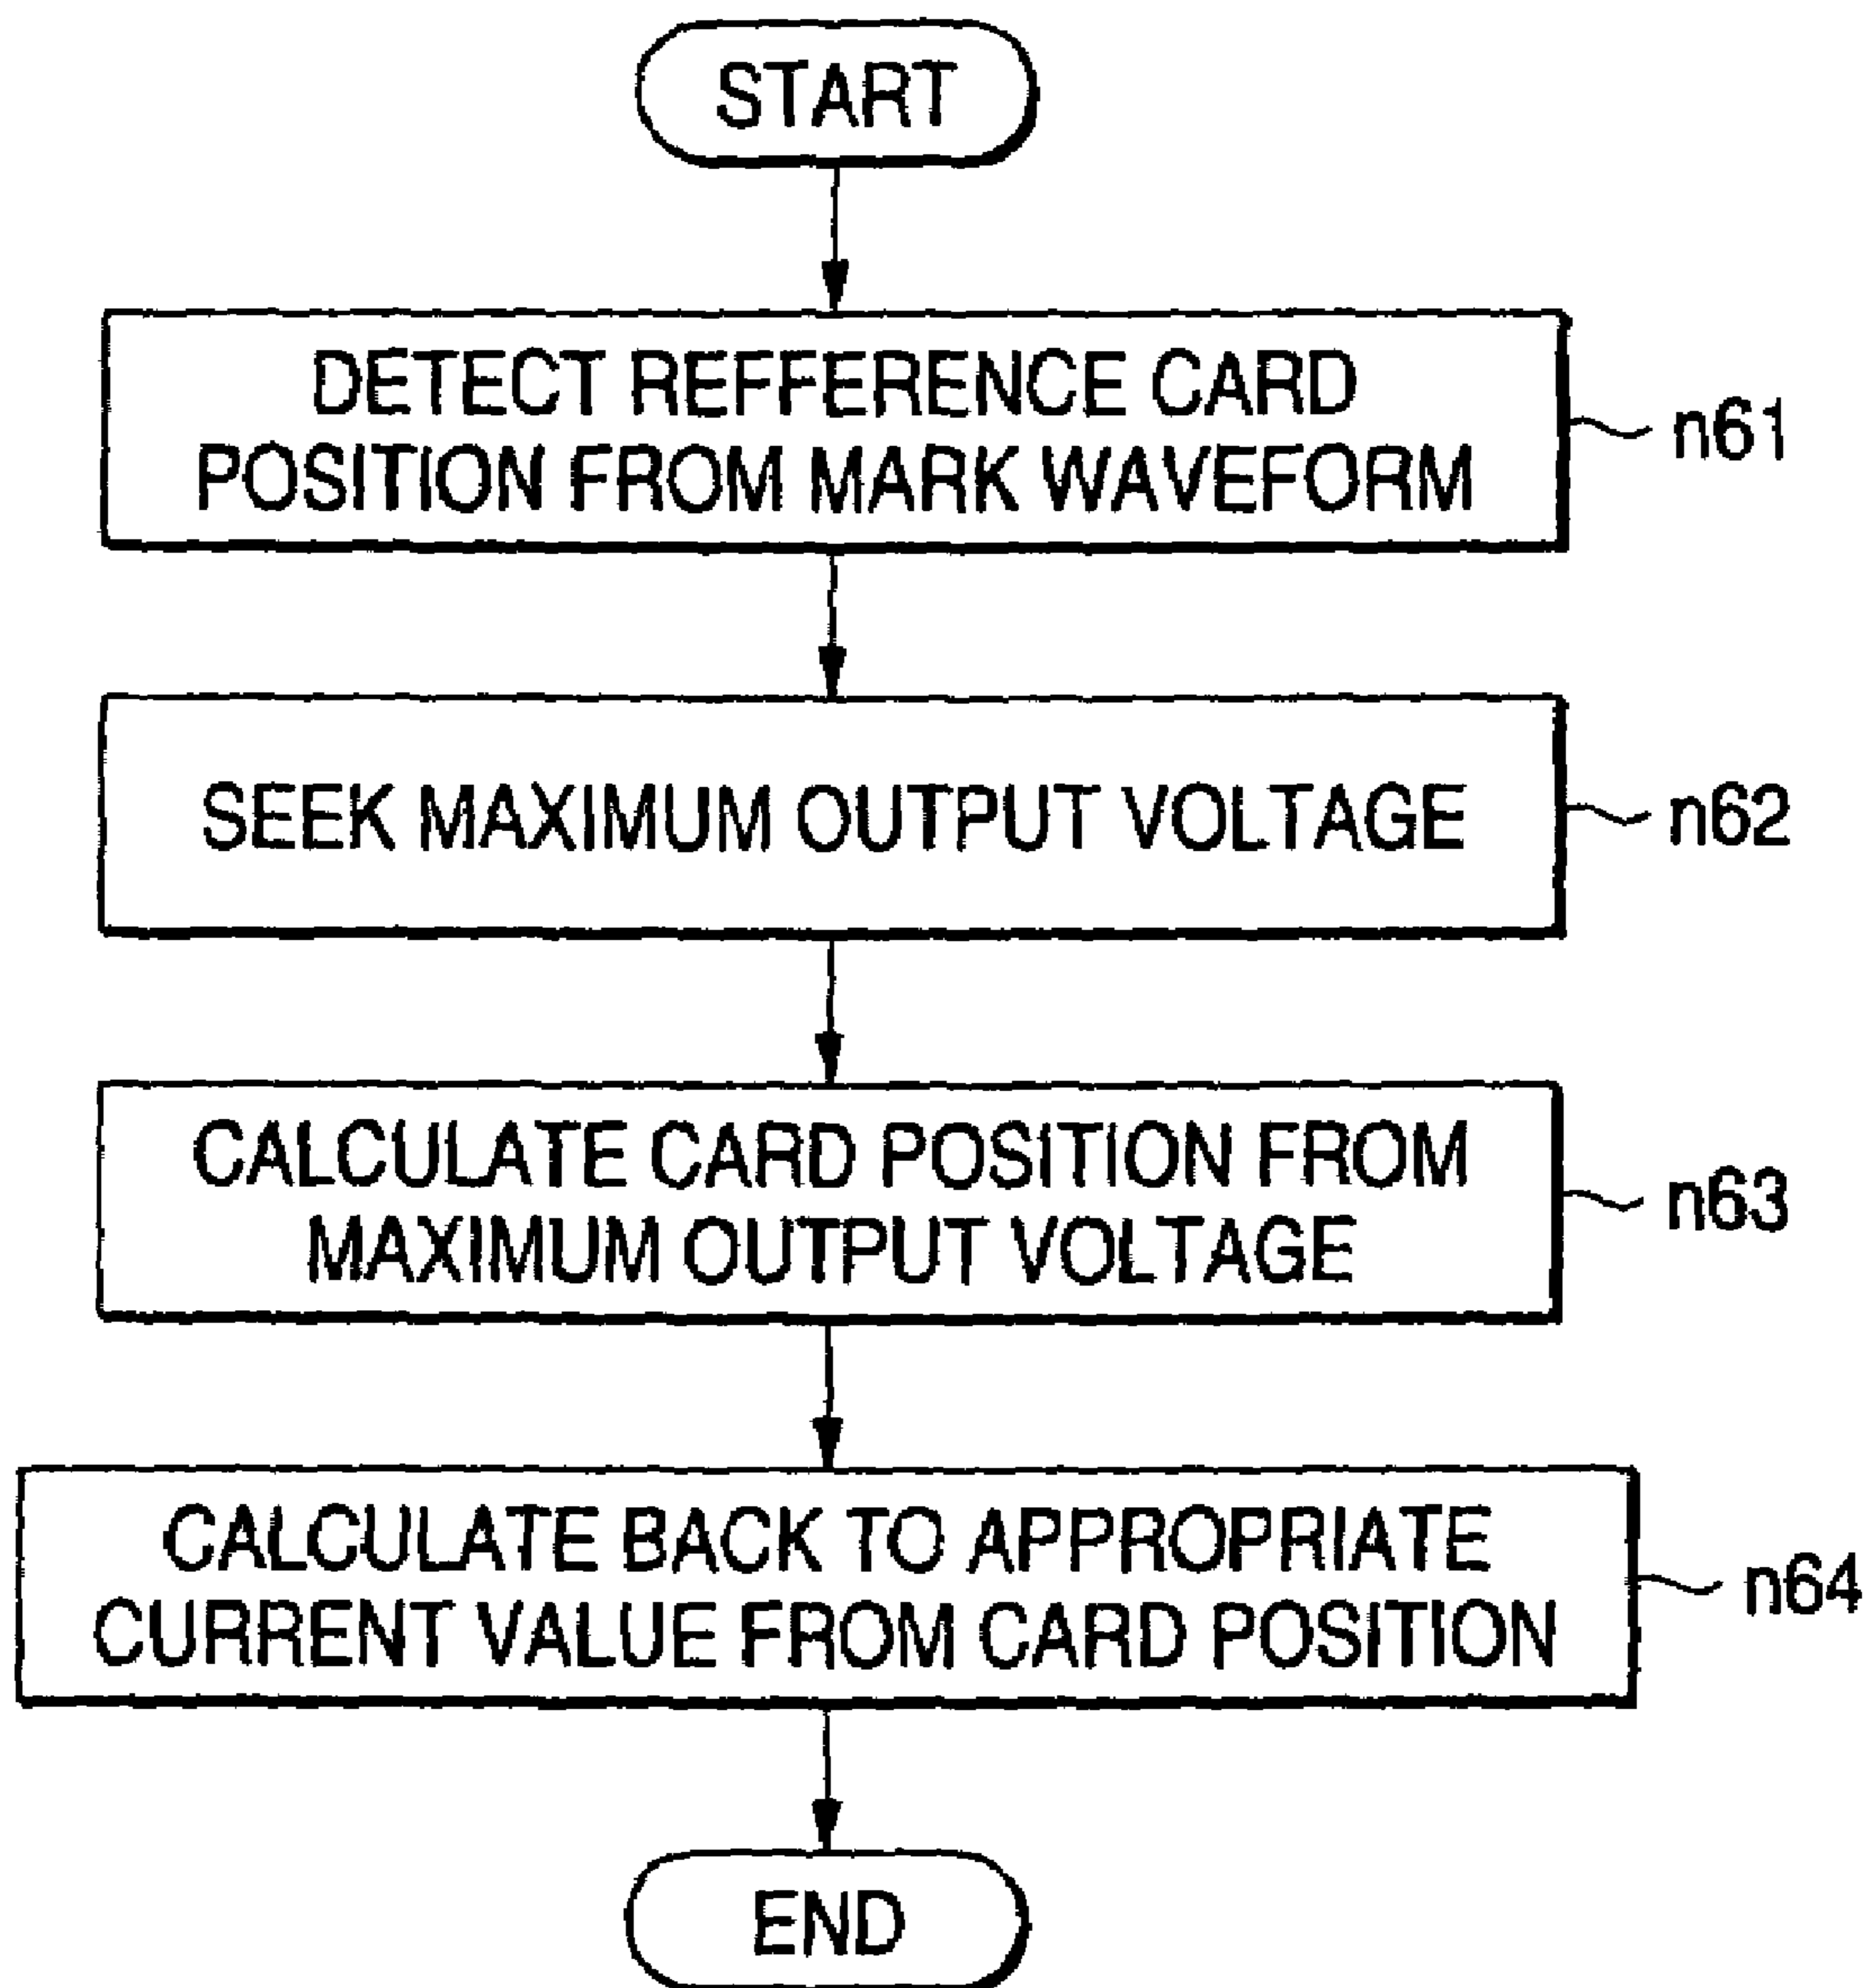 START
DETECT REFFERENCE CARD
POSITION FROM MARK WAVEFORM
n61
SEEK MAXIMUM OUTPUT VOLTAGE
n62
CALCULATE CARD POSITION FROM
MAXIMUM OUTPUT VOLTAGE
n63
CALCULATE BACK TO APPROPRIATE
CURRENT VALUE FROM CARD POSITION
n64
END